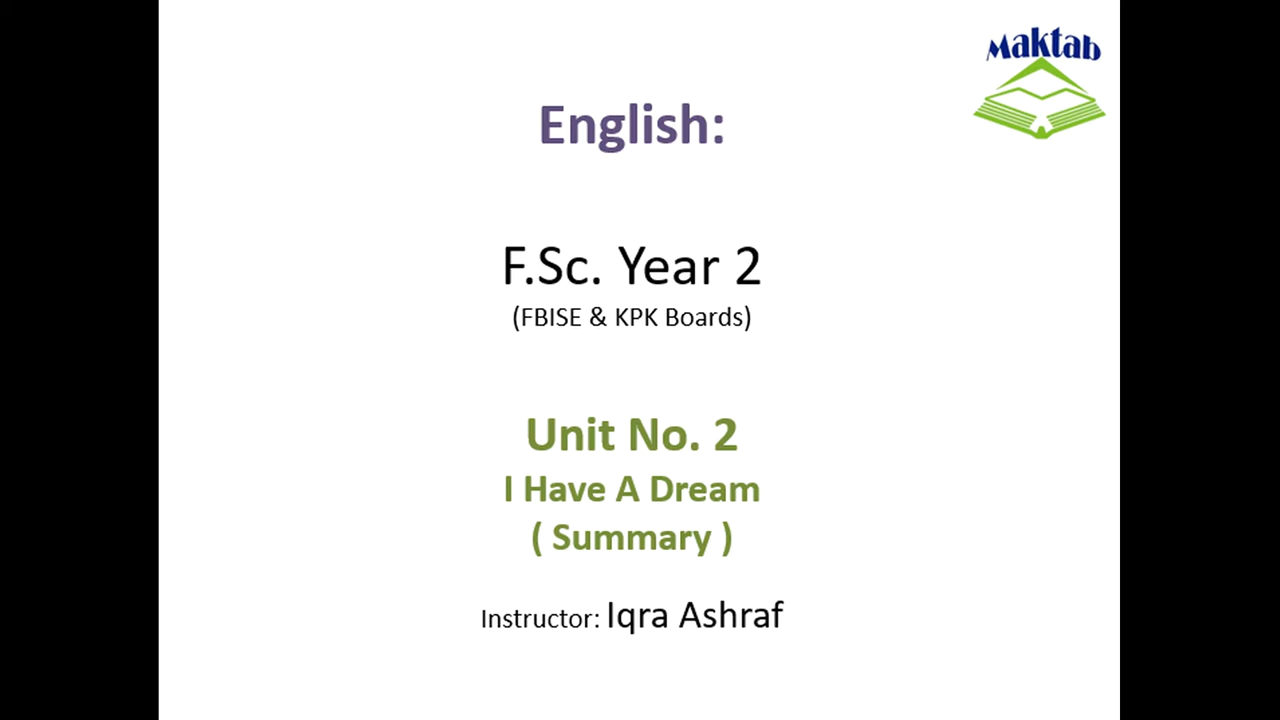 Maktab
English:
F.Sc. Year 2
(FBISE & KPK Boards)
Unit No. 2
I Have A Dream
( Summary )
Instructor: Iqra Ashraf